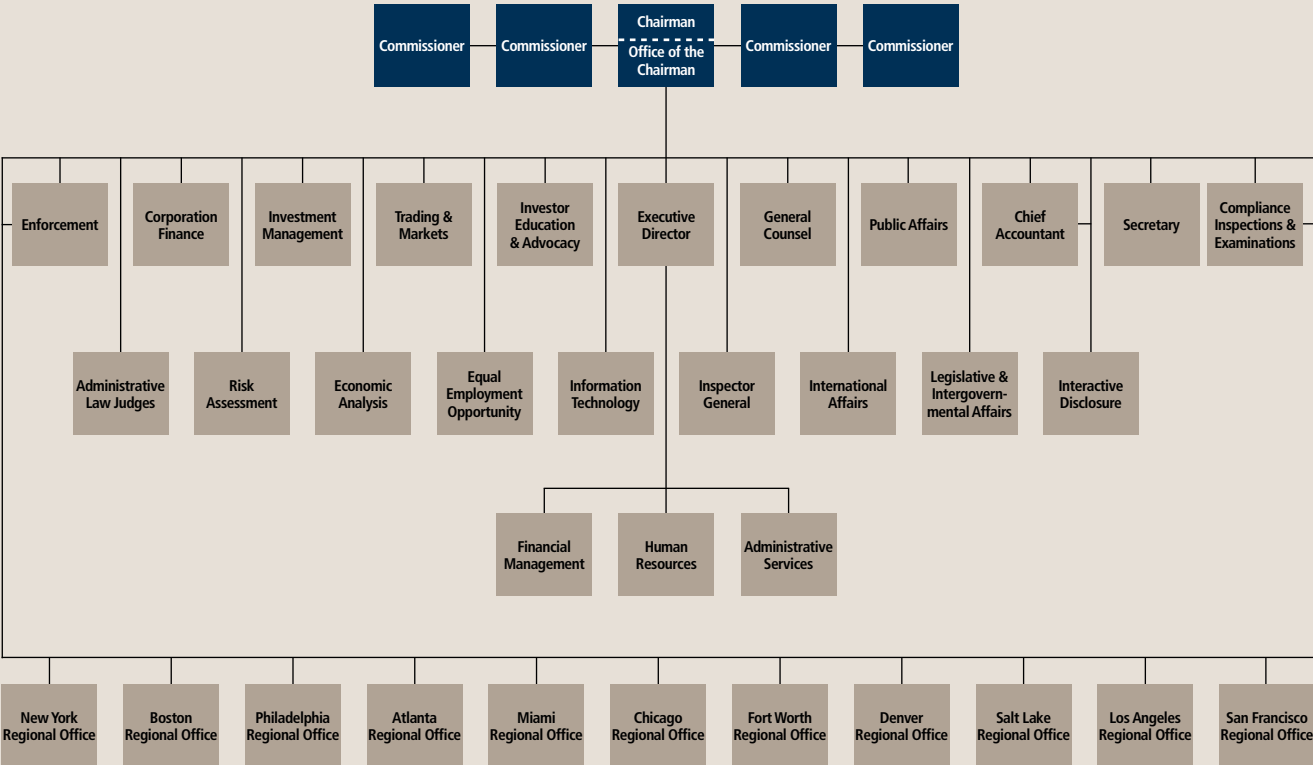 Commissioner
Commissioner
Chairman
Office of the
Chairman
Commissioner
Commissioner
Enforcement
Corporation
Finance
Investment
Management
Trading &
Markets
Investor
Education
& Advocacy
Executive
Director
General
Counsel
Public Affairs
Chief
Accountant
Secretary
Compliance
Inspections &
Examinations
Administrative
Law Judges
Risk
Assessment
Economic
Analysis
Equal
Employment
Opportunity
Information
Technology
Inspector
General
International
Affairs
Legislative &
Intergovern-
mental Affairs
Interactive
Disclosure
Financial
Management
Human
Resources
Administrative
Services
New York
Regional Office
Boston
Regional Office
Philadelphia
Regional Office
Atlanta
Regional Office
Miami
Regional Office
Chicago
Regional Office
Fort Worth
Regional Office
Denver
Regional Office
Salt Lake
Regional Office
Los Angeles
Regional Office
San Francisco
Regional Office